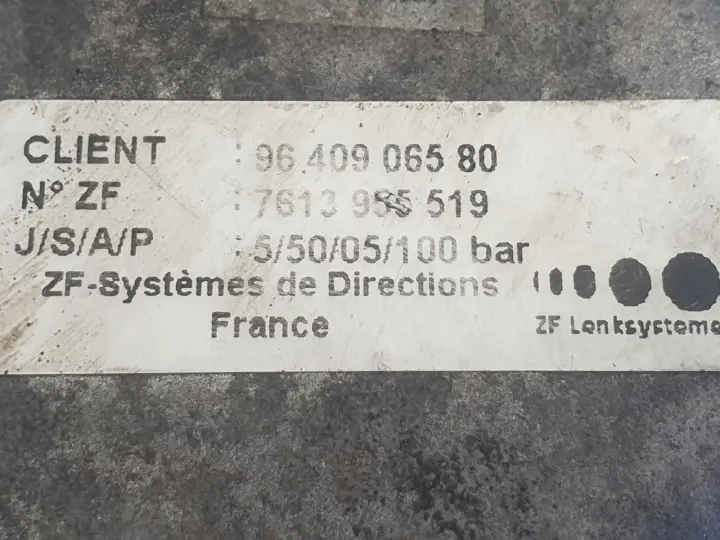 CLIENT : 96 409 065 80
N° ZF : 7613 955 519
J/S/A/P : 5/50/05/100 bar
ZF-Systèmes de Directions
France
ZF Lenksysteme